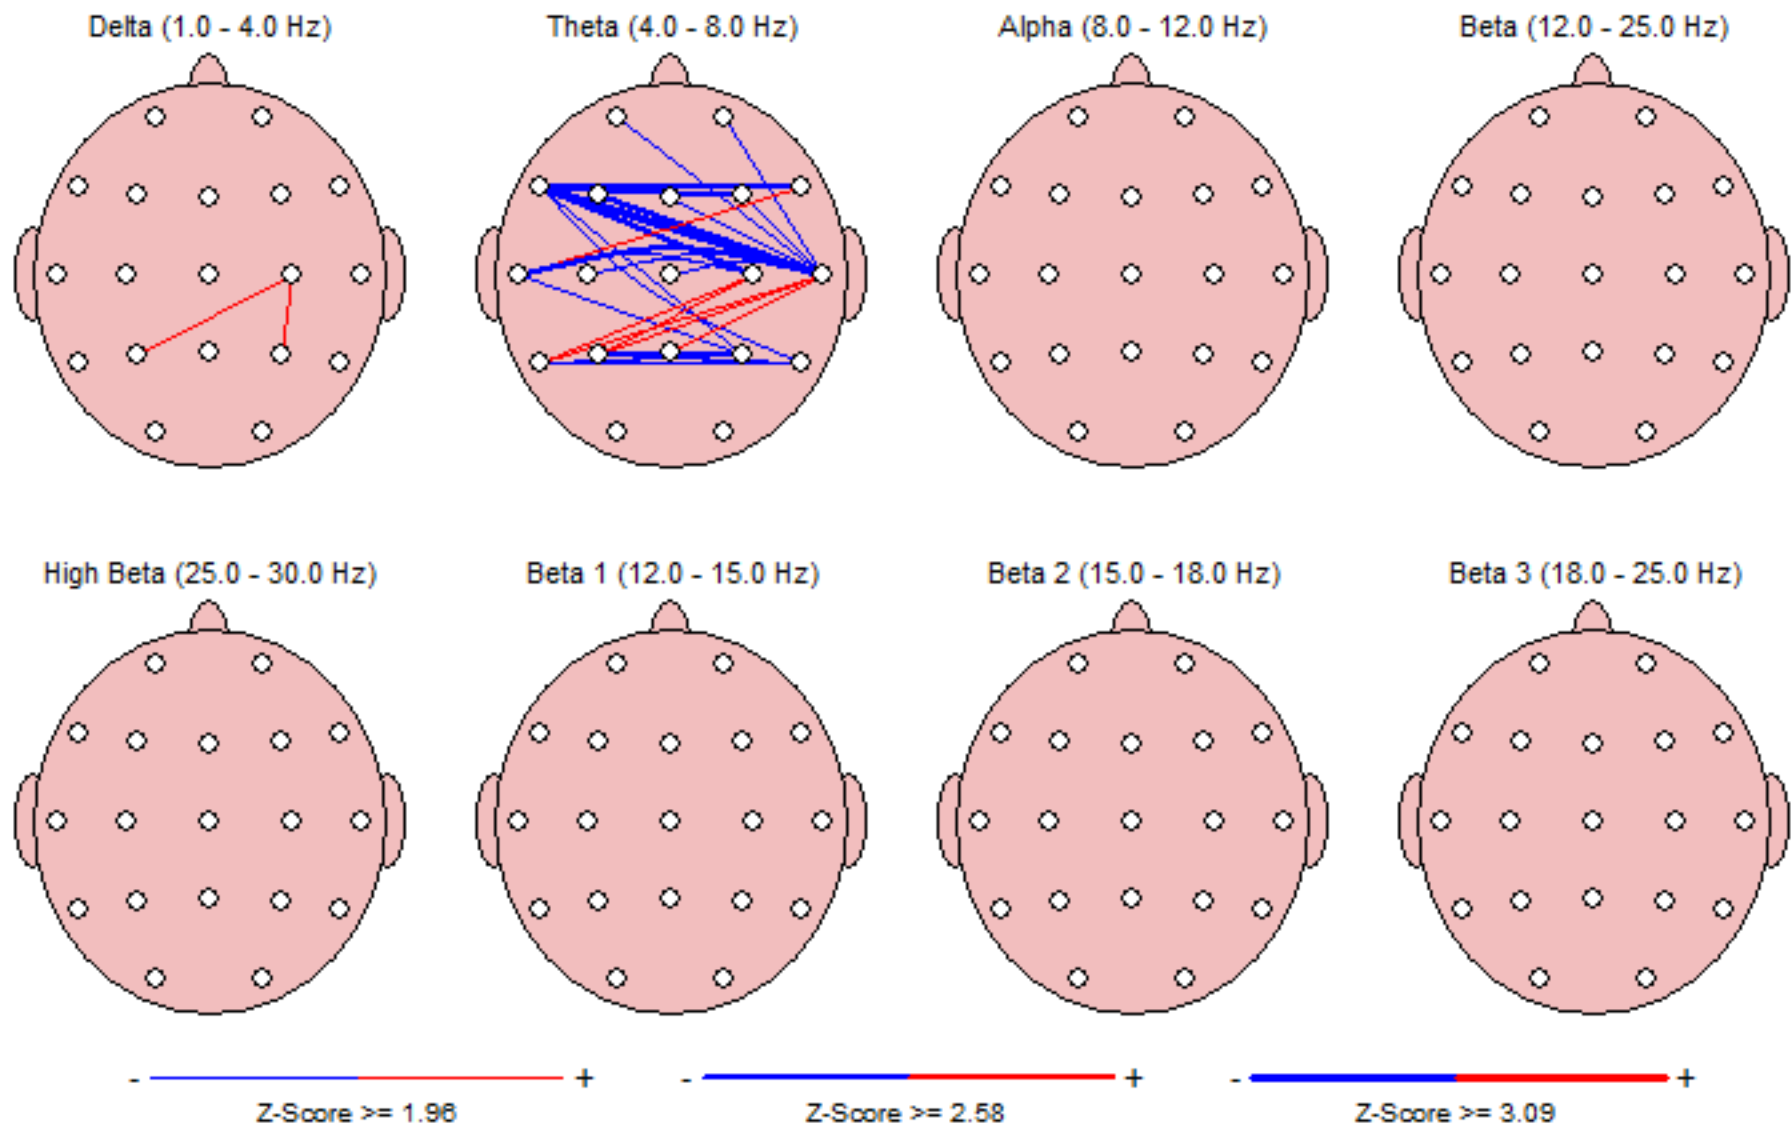 Delta (1.0 - 4.0 Hz) Theta (4.0 - 8.0 Hz) Alpha (8.0 - 12.0 Hz) Beta (12.0 - 25.0 Hz)
High Beta (25.0 - 30.0 Hz) Beta 1 (12.0 - 15.0 Hz) Beta 2 (15.0 - 18.0 Hz) Beta 3 (18.0 - 25.0 Hz)
- + - + - +
Z-Score >= 1.96 Z-Score >= 2.58 Z-Score >= 3.09